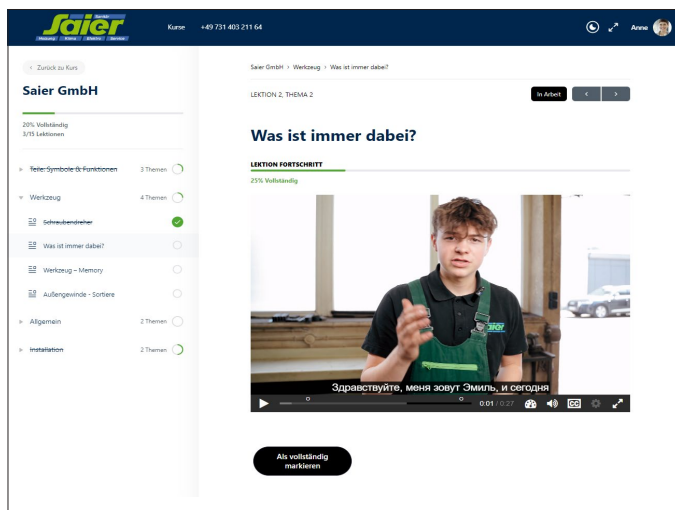 Sanitär
Saier
Heizung Klima Elektro Service
Kurse
+49 731 403 211 64
Anne
Zurück zu Kurs
Saier GmbH
20% Vollständig
3/15 Lektionen
Teile: Symbole & Funktionen 3 Themen
Werkzeug 4 Themen
Schraubendreher
Was ist immer dabei?
Werkzeug – Memory
Außengewinde - Sortiere
Allgemein 2 Themen
Installation 2 Themen
Saier GmbH > Werkzeug > Was ist immer dabei?
LEKTION 2, THEMA 2
In Arbeit
Was ist immer dabei?
LEKTION FORTSCHRITT
25% Vollständig
Saier
Здравствуйте, меня зовут Эмиль, и сегодня
0:01 / 0:27
CC
Als vollständig
markieren